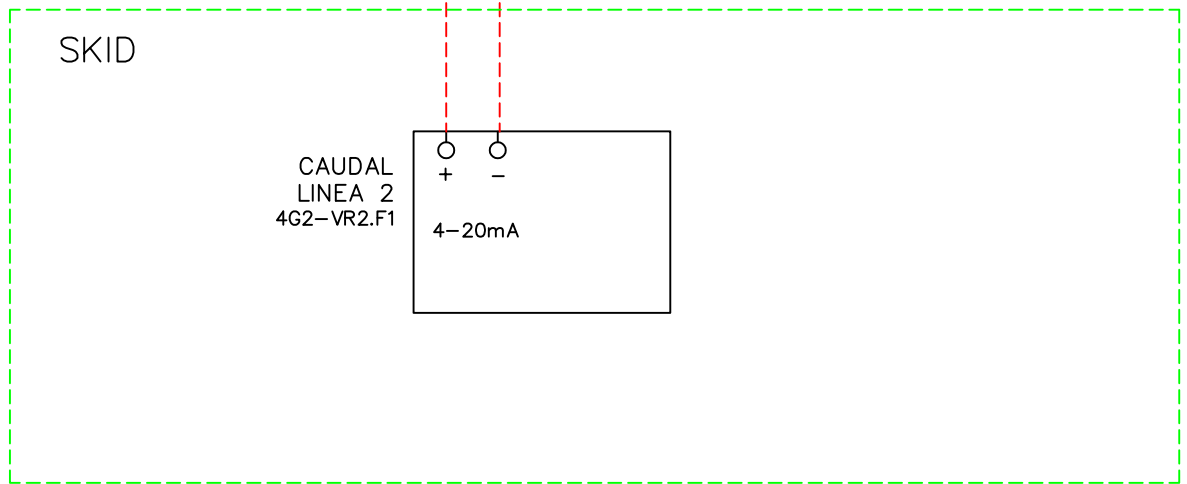 SKID
CAUDAL
LINEA 2
4G2-VR2.F1
+ -
4-20mA